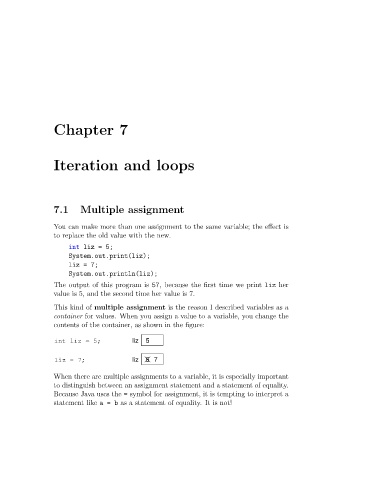 Chapter 7
Iteration and loops
7.1 Multiple assignment
You can make more than one assignment to the same variable; the effect is
to replace the old value with the new.
int liz = 5;
System.out.print(liz);
liz = 7;
System.out.println(liz);
The output of this program is 57, because the first time we print liz her
value is 5, and the second time her value is 7.
This kind of multiple assignment is the reason I described variables as a
container for values. When you assign a value to a variable, you change the
contents of the container, as shown in the figure:
int liz = 5; liz 5
liz = 7; liz 5 7
When there are multiple assignments to a variable, it is especially important
to distinguish between an assignment statement and a statement of equality.
Because Java uses the = symbol for assignment, it is tempting to interpret a
statement like a = b as a statement of equality. It is not!